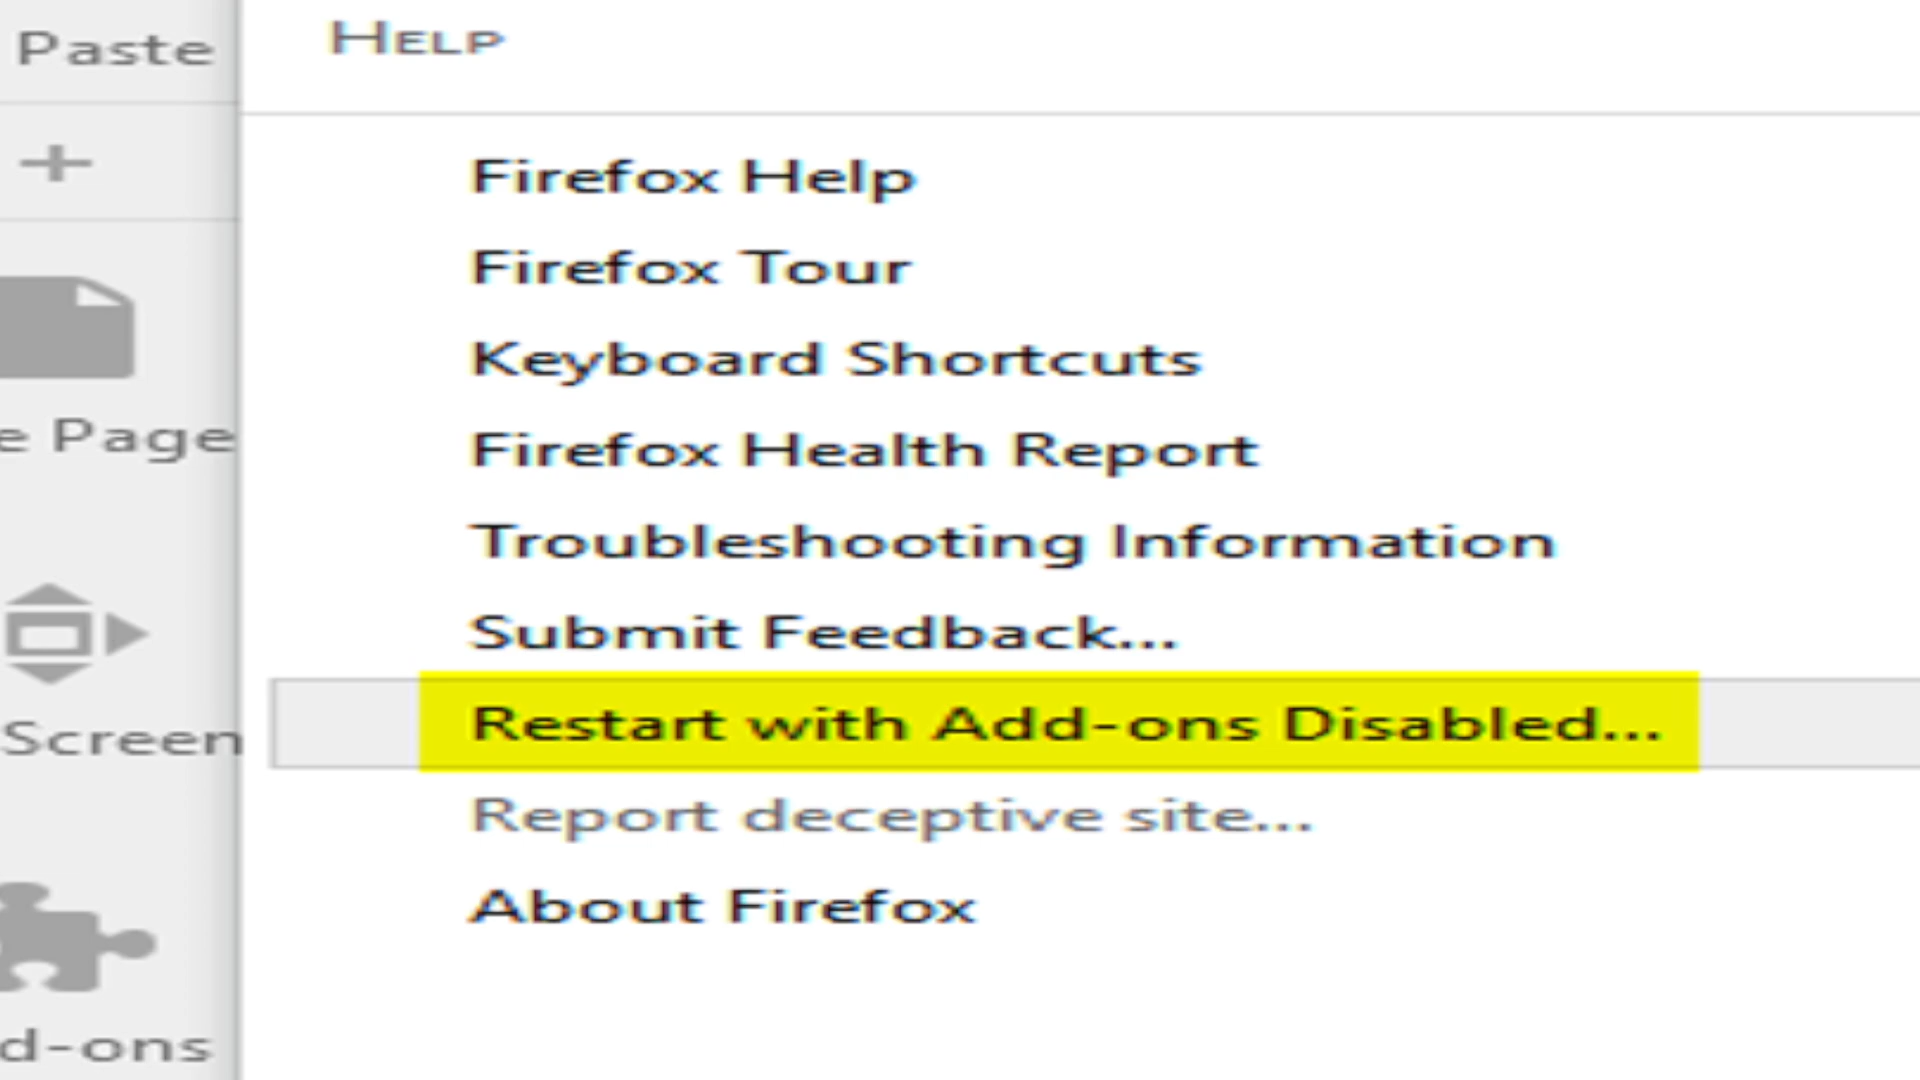 Paste
+
e Page
Screen
d-ons
HELP
Firefox Help
Firefox Tour
Keyboard Shortcuts
Firefox Health Report
Troubleshooting Information
Submit Feedback...
Restart with Add-ons Disabled...
Report deceptive site...
About Firefox